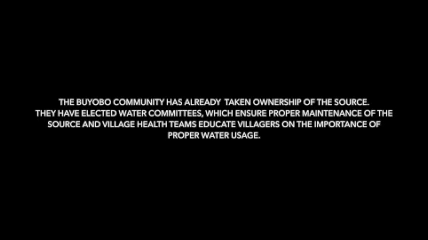 THE BUYOBO COMMUNITY HAS ALREADY TAKEN OWNERSHIP OF THE SOURCE.
THEY HAVE ELECTED WATER COMMITTEES, WHICH ENSURE PROPER MAINTENANCE OF THE
SOURCE AND VILLAGE HEALTH TEAMS EDUCATE VILLAGERS ON THE IMPORTANCE OF
PROPER WATER USAGE.